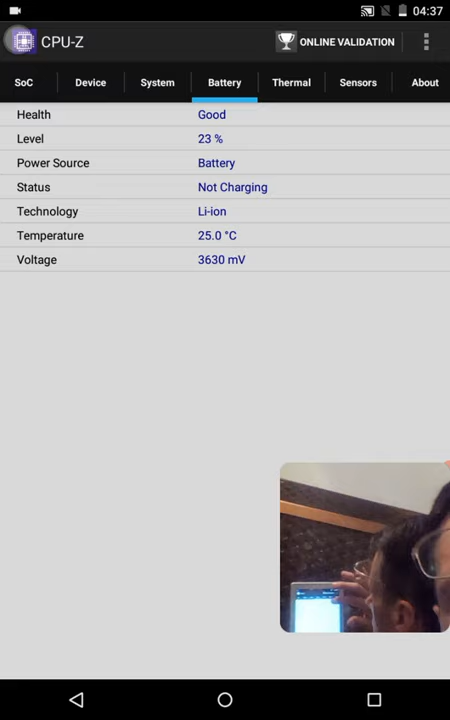 04:37
CPU-Z
ONLINE VALIDATION
SoC Device System Battery Thermal Sensors About
Health Good
Level 23 %
Power Source Battery
Status Not Charging
Technology Li-ion
Temperature 25.0 °C
Voltage 3630 mV